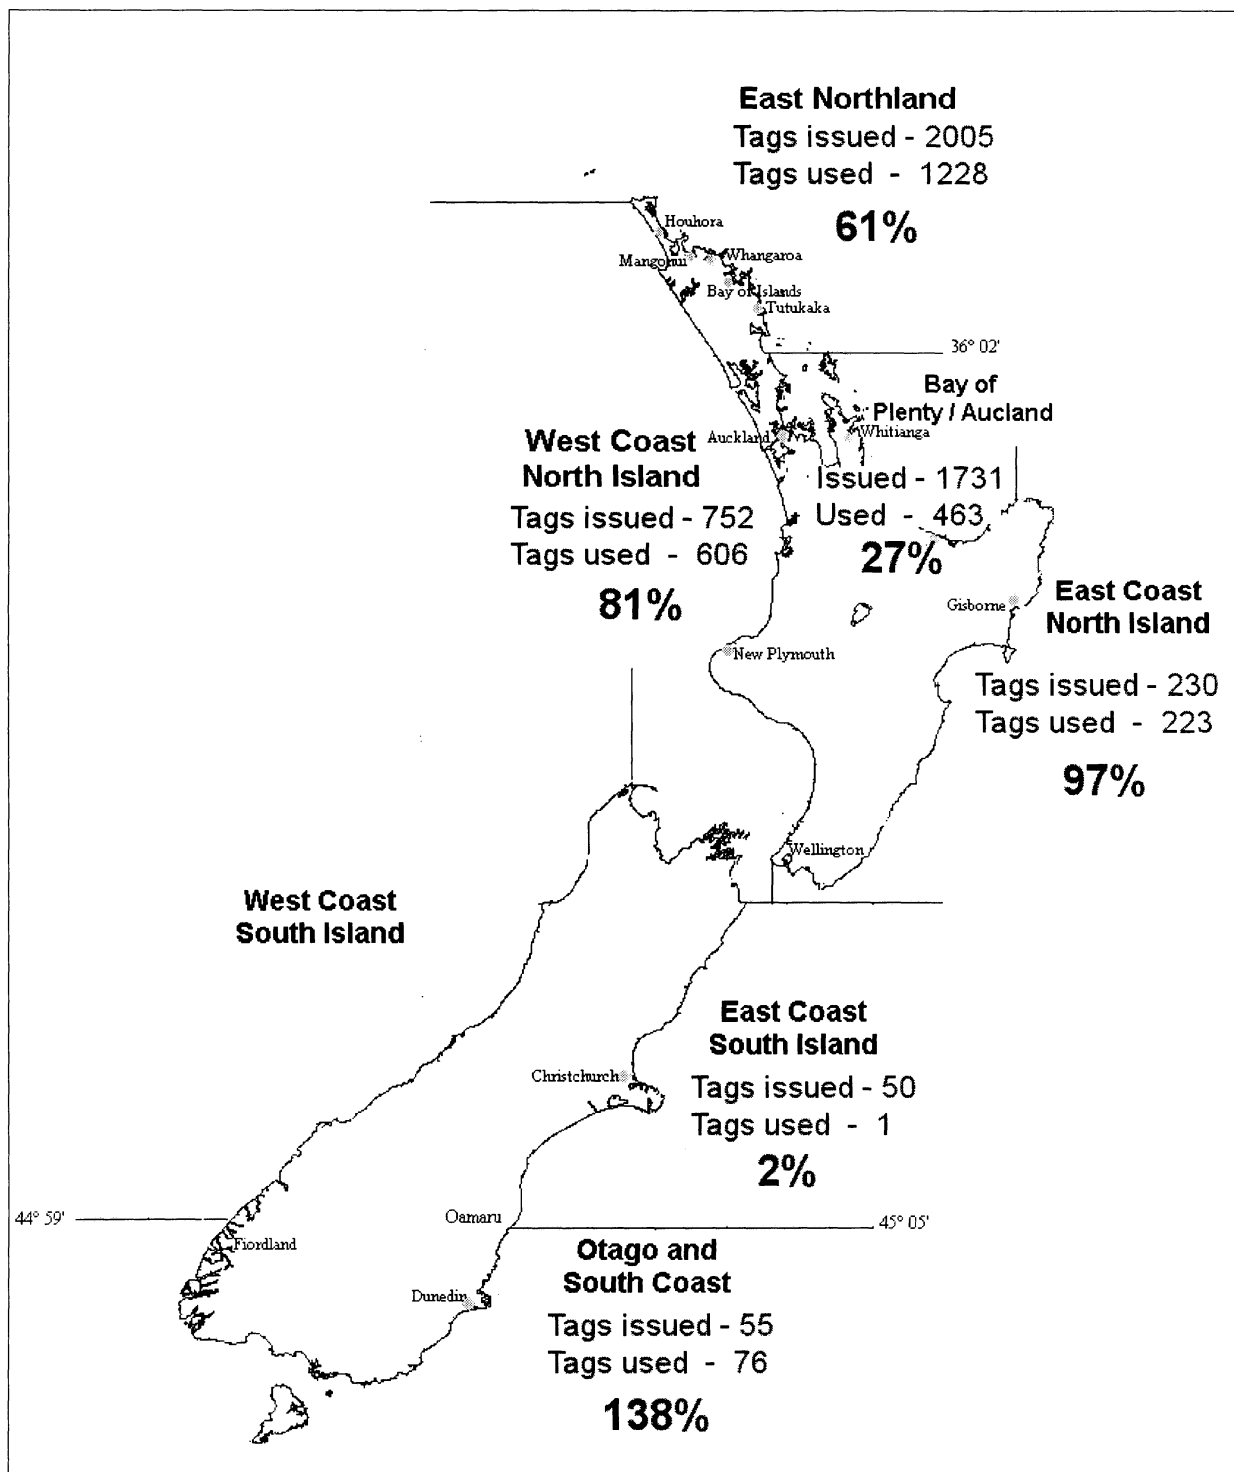 East Northland
Tags issued - 2005
Tags used - 1228
61%
Houhora
Mangonui
Whangaroa
Bay of Islands
Tutukaka
36° 02'
Bay of
Plenty / Aucland
Auckland
Whitianga
Issued - 1731
Used - 463
27%
West Coast
North Island
Tags issued - 752
Tags used - 606
81%
Gisborne
East Coast
North Island
Tags issued - 230
Tags used - 223
97%
New Plymouth
Wellington
West Coast
South Island
East Coast
South Island
Tags issued - 50
Tags used - 1
2%
Christchurch
44° 59'
Fiordland
Oamaru
45° 05'
Otago and
South Coast
Tags issued - 55
Tags used - 76
138%
Dunedin